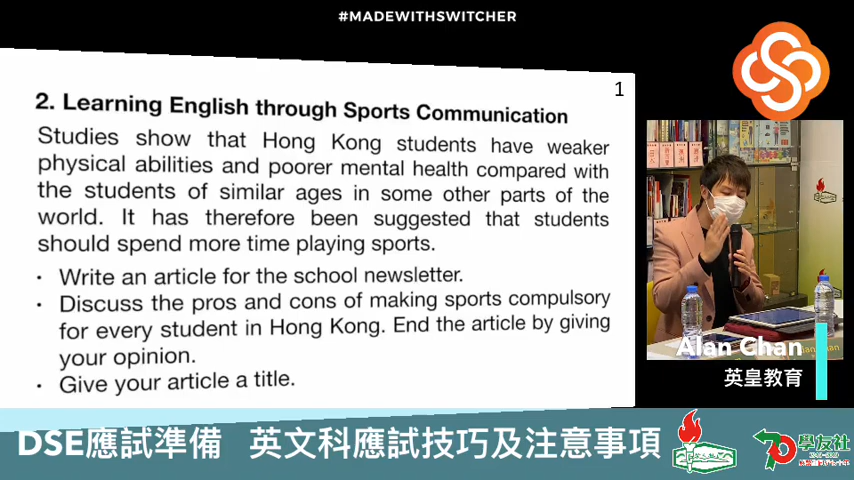 #MADEWITHSWITCHER
1
2. Learning English through Sports Communication
Studies show that Hong Kong students have weaker
physical abilities and poorer mental health compared with
the students of similar ages in some other parts of the
world. It has therefore been suggested that students
should spend more time playing sports.
· Write an article for the school newsletter.
· Discuss the pros and cons of making sports compulsory
for every student in Hong Kong. End the article by giving
your opinion.
· Give your article a title.
Alan Chan
英皇教育
DSE應試準備 英文科應試技巧及注意事項
70
學友社